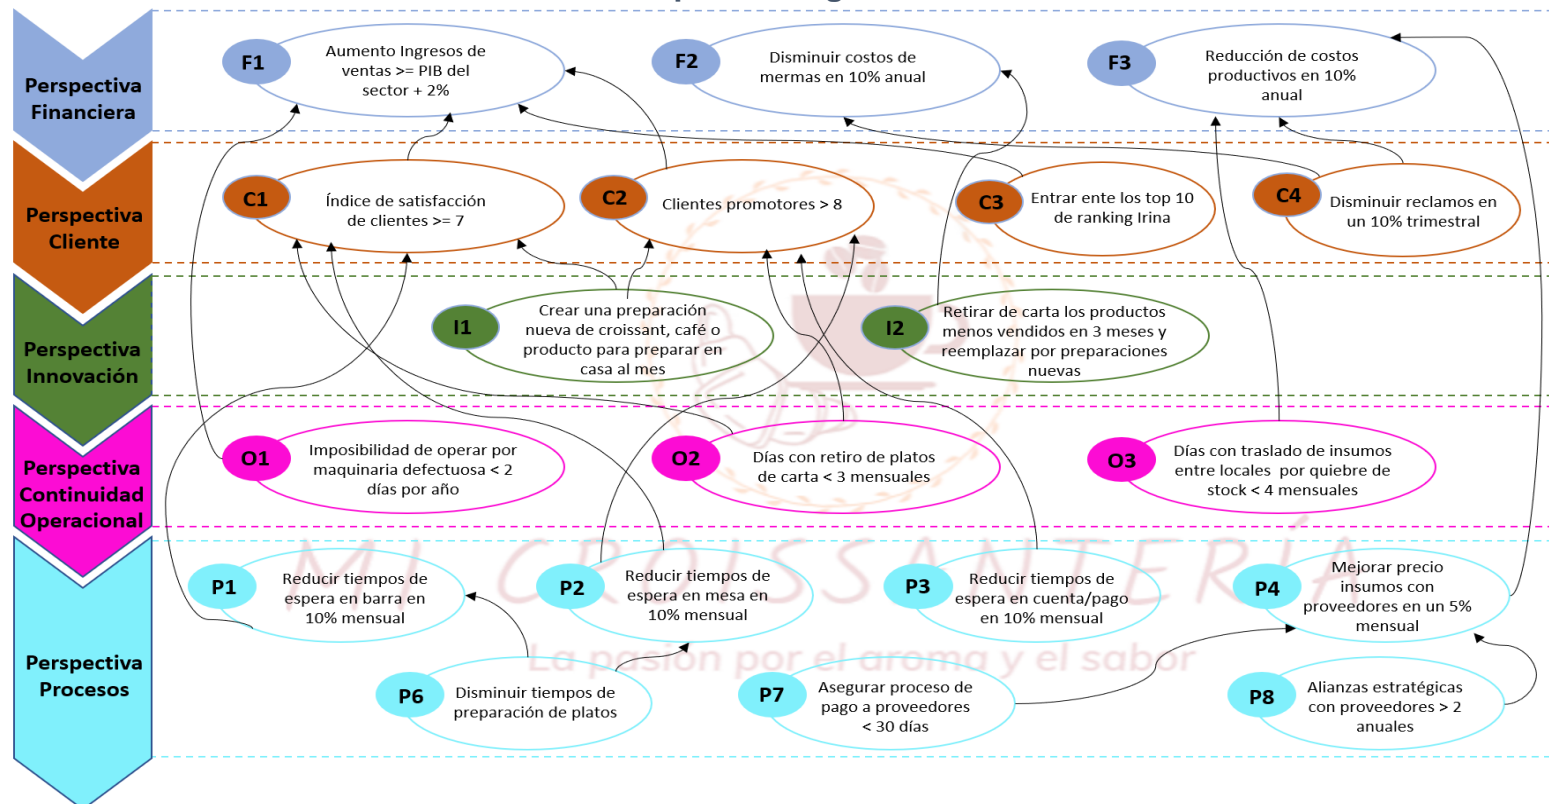 Perspectiva
Financiera
F1
Aumento Ingresos de
ventas >= PIB del
sector + 2%
F2
Disminuir costos de
mermas en 10% anual
F3
Reducción de costos
productivos en 10%
anual
Perspectiva
Cliente
C1
Índice de satisfacción
de clientes >= 7
C2
Clientes promotores > 8
C3
Entrar ente los top 10
de ranking Irina
C4
Disminuir reclamos en
un 10% trimestral
Perspectiva
Innovación
I1
Crear una preparación
nueva de croissant, café o
producto para preparar en
casa al mes
I2
Retirar de carta los productos
menos vendidos en 3 meses y
reemplazar por preparaciones
nuevas
Perspectiva
Continuidad
Operacional
O1
Imposibilidad de operar por
maquinaria defectuosa < 2
días por año
O2
Días con retiro de platos
de carta < 3 mensuales
O3
Días con traslado de insumos
entre locales por quiebre de
stock < 4 mensuales
MI CROISSANTERÍA
La pasión por el aroma y el sabor
Perspectiva
Procesos
P1
Reducir tiempos de
espera en barra en
10% mensual
P2
Reducir tiempos de
espera en mesa en
10% mensual
P3
Reducir tiempos de
espera en cuenta/pago
en 10% mensual
P4
Mejorar precio
insumos con
proveedores en un 5%
mensual
P6
Disminuir tiempos de
preparación de platos
P7
Asegurar proceso de
pago a proveedores
< 30 días
P8
Alianzas estratégicas
con proveedores > 2
anuales